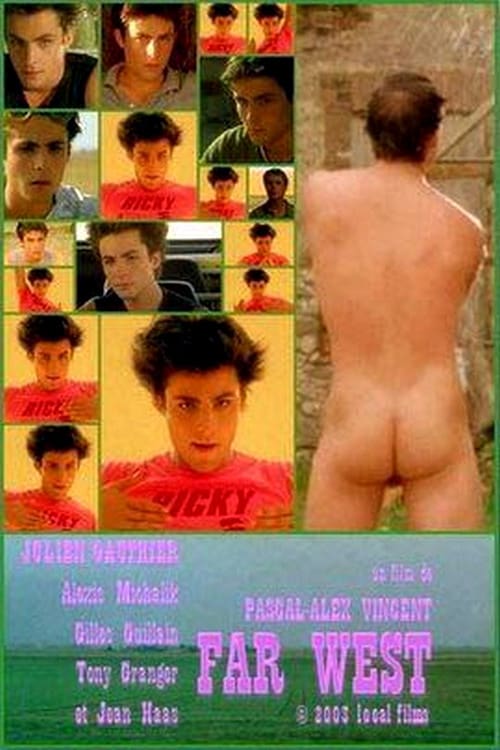 RICKY
RICKY
RICKY
JULIEN GAUTHIER
Alexis Michalik
Gilles Guillain
Tony Granger
et Jean Haas
un film de
PASCAL-ALEX VINCENT
FAR WEST
© 2003 local films